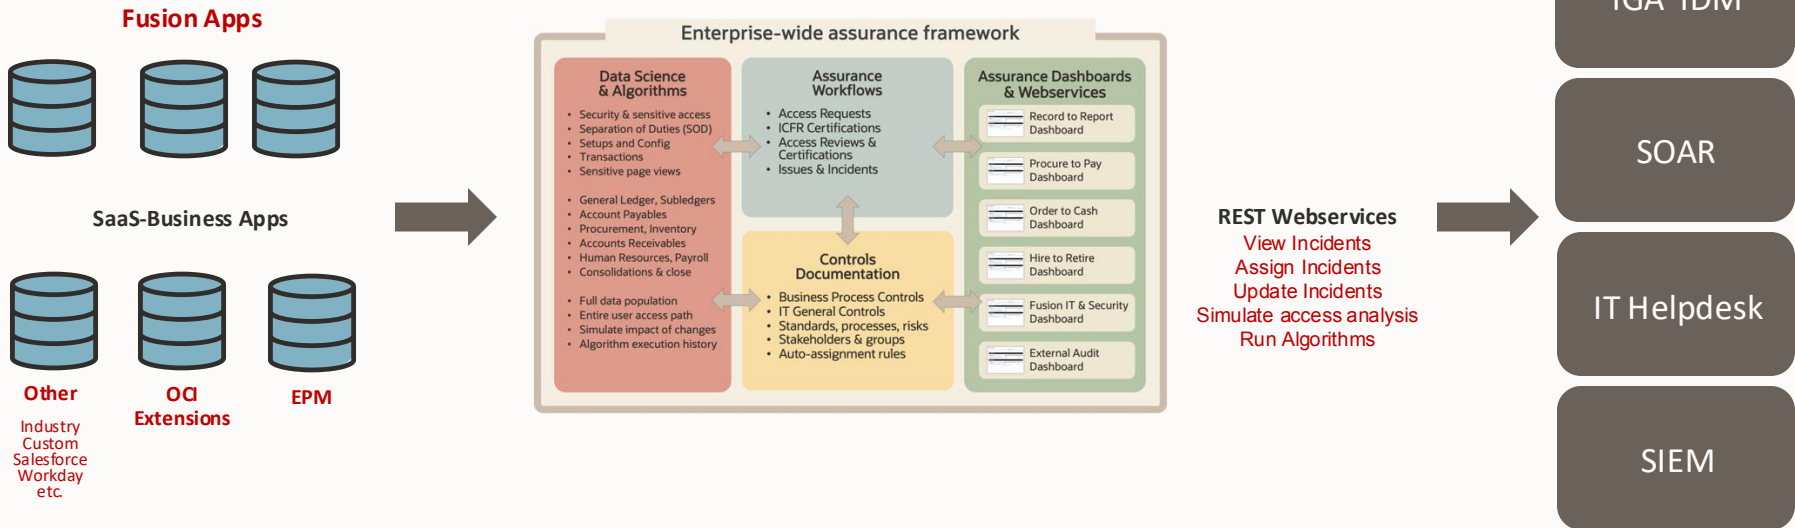 Fusion Apps
SaaS-Business Apps
Other
Industry
Custom
Salesforce
Workday
etc.
OCI
Extensions
EPM
Enterprise-wide assurance framework
Data Science
& Algorithms
• Security & sensitive access
• Separation of Duties (SOD)
• Setups and Config
• Transactions
• Sensitive page views
• General Ledger, Subledgers
• Account Payables
• Procurement, Inventory
• Accounts Receivables
• Human Resources, Payroll
• Consolidations & close
• Full data population
• Entire user access path
• Simulate impact of changes
• Algorithm execution history
Assurance
Workflows
• Access Requests
• ICFR Certifications
• Access Reviews &
Certifications
• Issues & Incidents
Controls
Documentation
• Business Process Controls
• IT General Controls
• Standards, processes, risks
• Stakeholders & groups
• Auto-assignment rules
Assurance Dashboards
& Webservices
Record to Report
Dashboard
Procure to Pay
Dashboard
Order to Cash
Dashboard
Hire to Retire
Dashboard
Fusion IT & Security
Dashboard
External Audit
Dashboard
REST Webservices
View Incidents
Assign Incidents
Update Incidents
Simulate access analysis
Run Algorithms
IGA IDM
SOAR
IT Helpdesk
SIEM